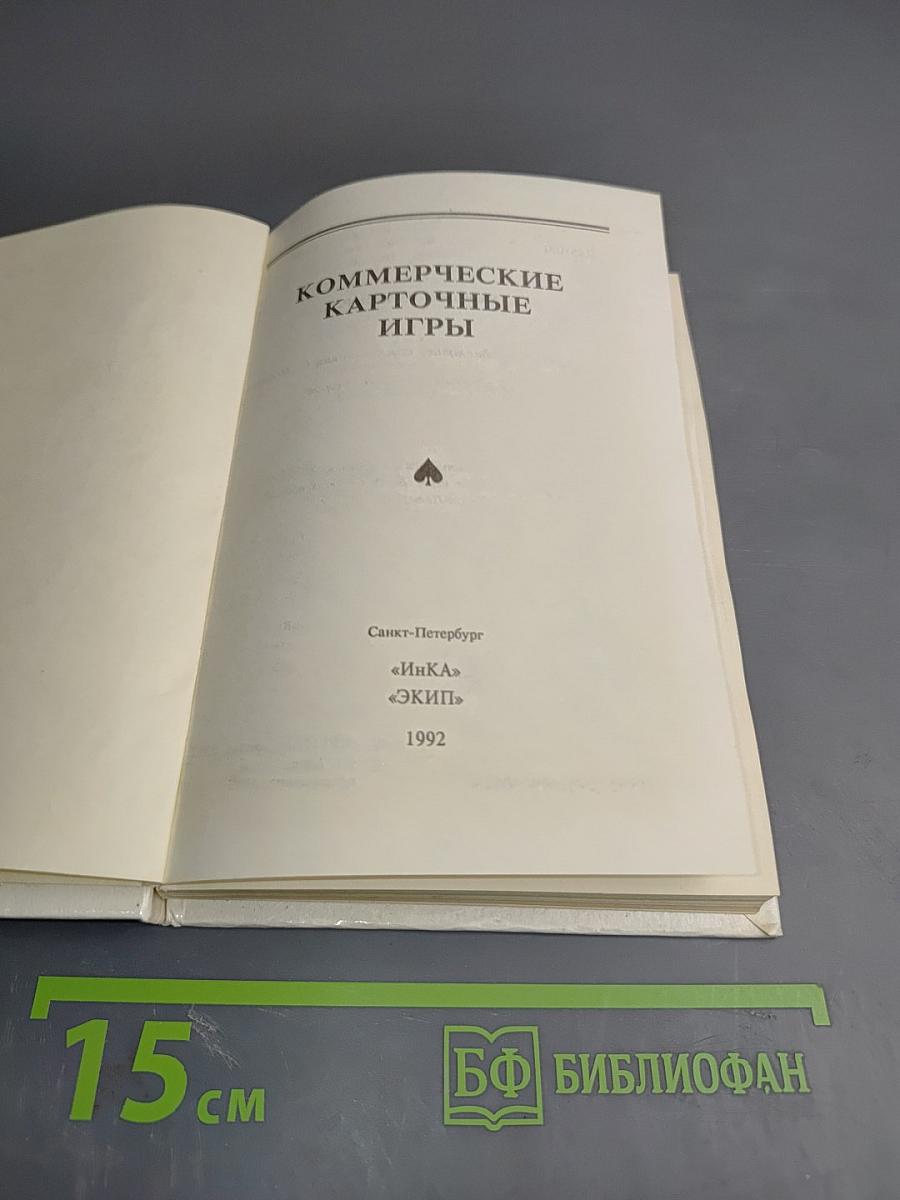 КОММЕРЧЕСКИЕ
КАРТОЧНЫЕ
ИГРЫ
Санкт-Петербург
«ИнКА»
«ЭКИП»
1992
15 см
БФ БИБЛИОФАН